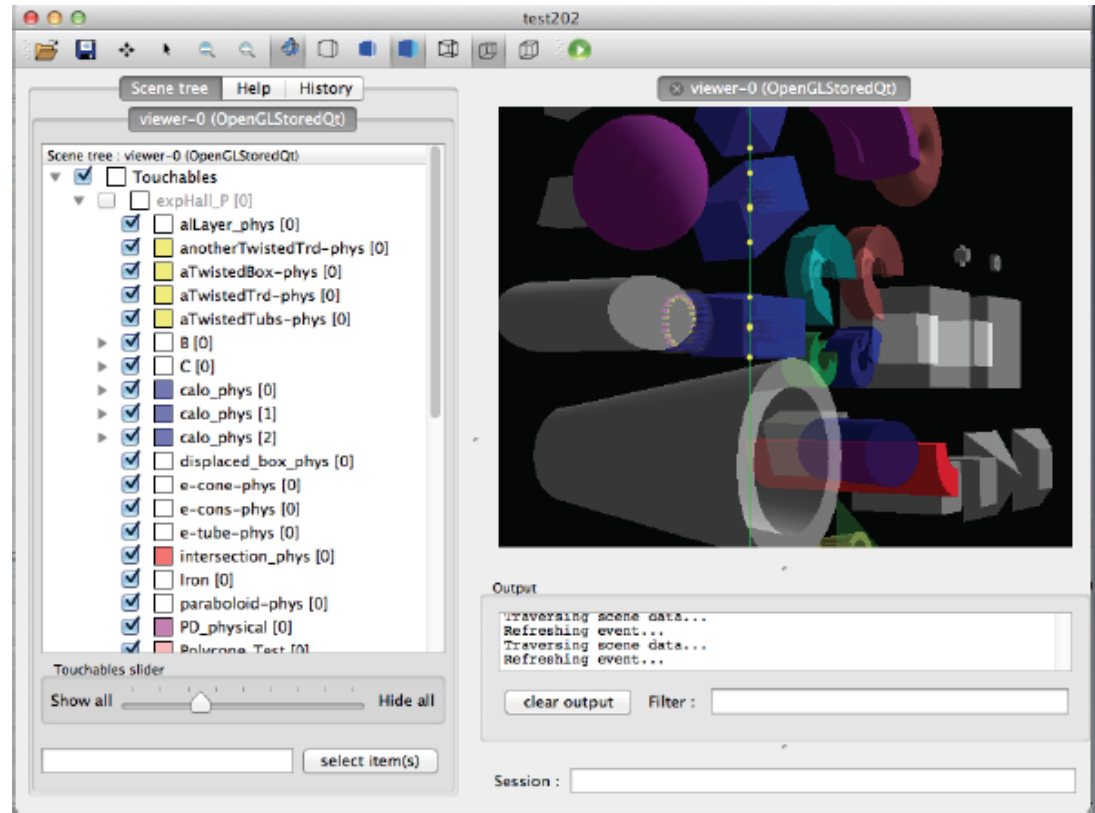 test202
Scene tree
Help
History
viewer-0 (OpenGLStoredQt)
Scene tree : viewer-0 (OpenGLStoredQt)
Touchables
expHall_P [0]
alLayer_phys [0]
anotherTwistedTrd-phys [0]
aTwistedBox-phys [0]
aTwistedTrd-phys [0]
aTwistedTubs-phys [0]
B [0]
C [0]
calo_phys [0]
calo_phys [1]
calo_phys [2]
displaced_box_phys [0]
e-cone-phys [0]
e-cons-phys [0]
e-tube-phys [0]
intersection_phys [0]
Iron [0]
paraboloid-phys [0]
PD_physical [0]
Polycone_Test [0]
Touchables slider
Show all
Hide all
select item(s)
viewer-0 (OpenGLStoredQt)
Output
Traversing scene data...
Refreshing event...
Traversing scene data...
Refreshing event...
clear output
Filter :
Session :